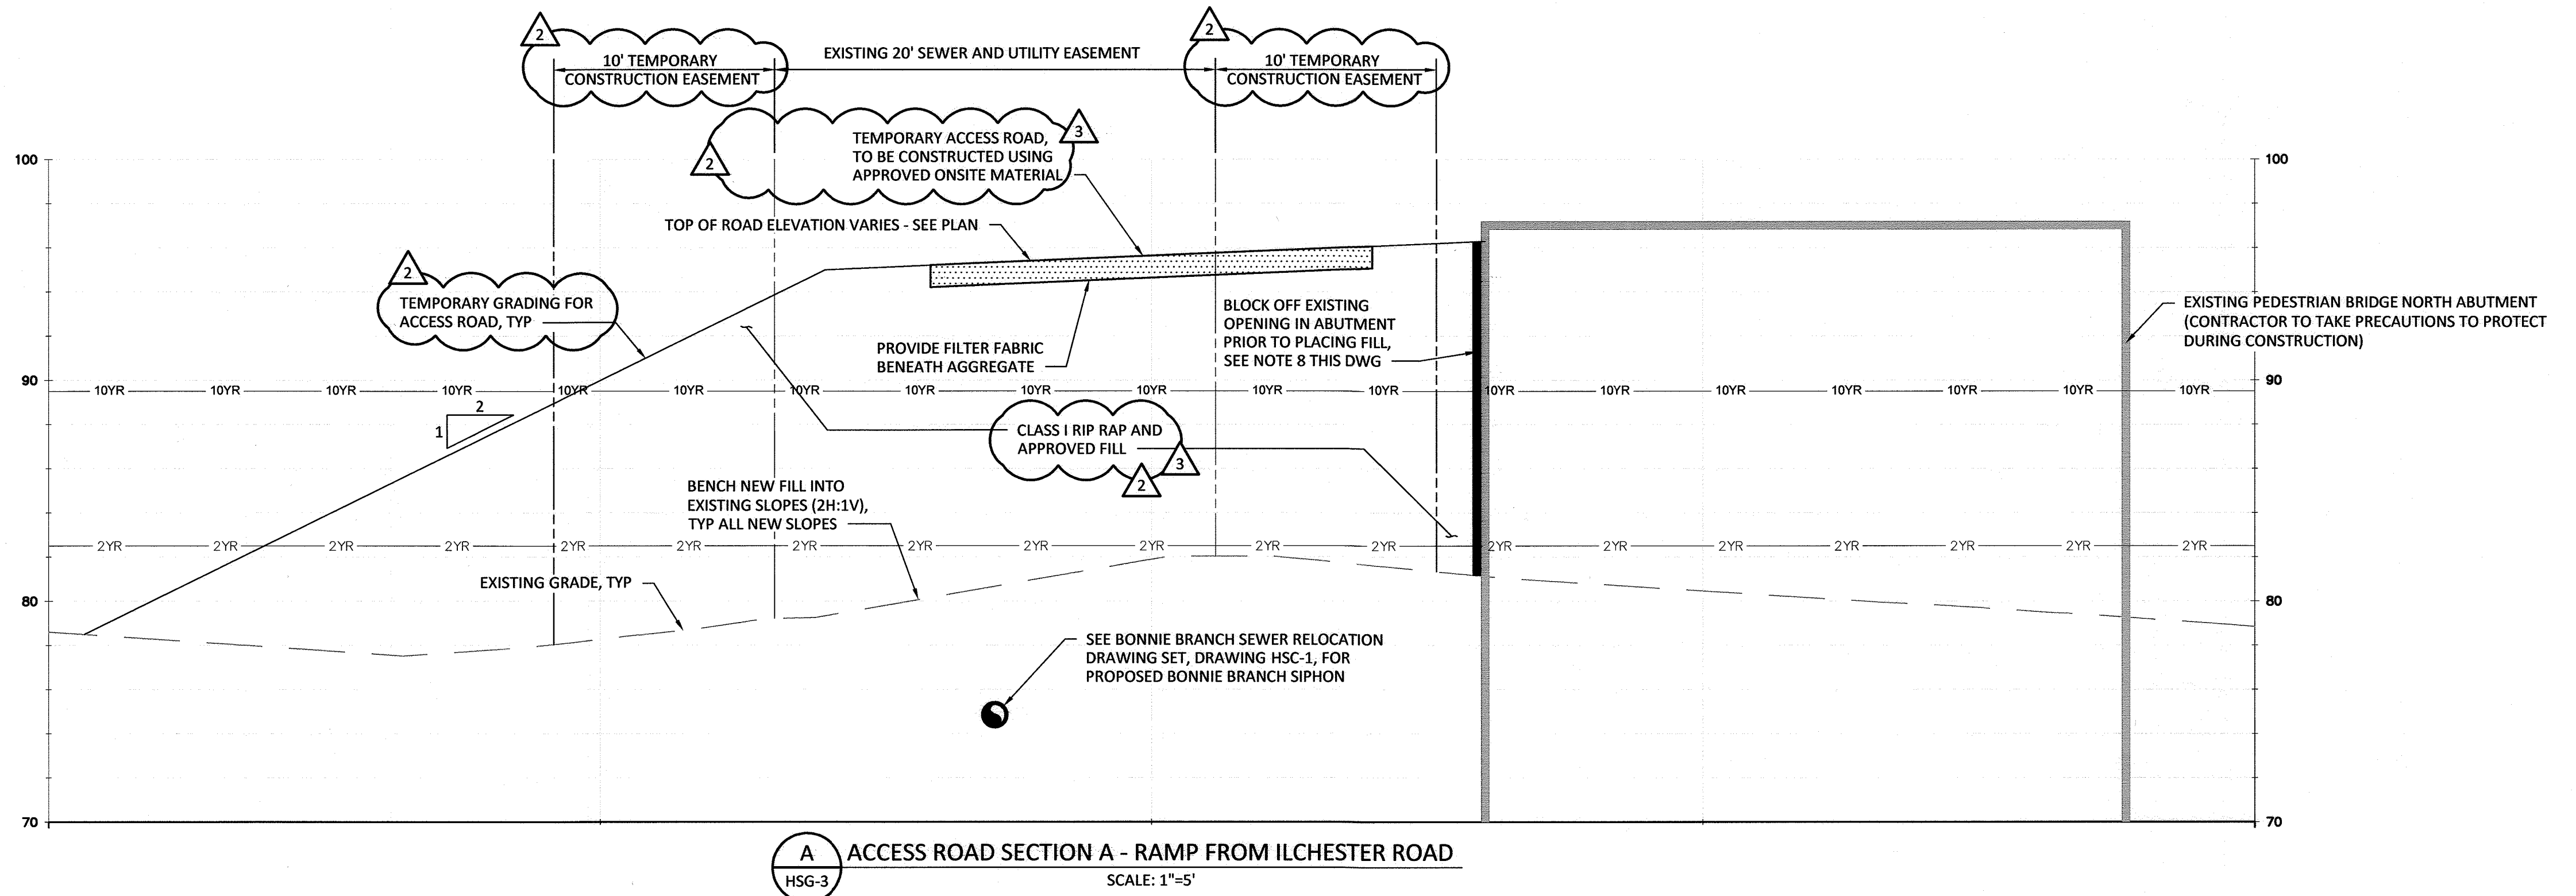 2
10' TEMPORARY
CONSTRUCTION EASEMENT
EXISTING 20' SEWER AND UTILITY EASEMENT
2
10' TEMPORARY
CONSTRUCTION EASEMENT
3
2
TEMPORARY ACCESS ROAD,
TO BE CONSTRUCTED USING
APPROVED ONSITE MATERIAL
100
100
TOP OF ROAD ELEVATION VARIES - SEE PLAN
2
TEMPORARY GRADING FOR
ACCESS ROAD, TYP
PROVIDE FILTER FABRIC
BENEATH AGGREGATE
BLOCK OFF EXISTING
OPENING IN ABUTMENT
PRIOR TO PLACING FILL,
SEE NOTE 8 THIS DWG
EXISTING PEDESTRIAN BRIDGE NORTH ABUTMENT
(CONTRACTOR TO TAKE PRECAUTIONS TO PROTECT
DURING CONSTRUCTION)
90
90
10YR 10YR 10YR 10YR 10YR 10YR 10YR 10YR 10YR 10YR 10YR 10YR 10YR 10YR 10YR 10YR 10YR 10YR 10YR
2
1
CLASS I RIP RAP AND
APPROVED FILL
3
2
BENCH NEW FILL INTO
EXISTING SLOPES (2H:1V),
TYP ALL NEW SLOPES
2YR 2YR 2YR 2YR 2YR 2YR 2YR 2YR 2YR 2YR 2YR 2YR 2YR 2YR 2YR 2YR 2YR 2YR 2YR
EXISTING GRADE, TYP
80
80
SEE BONNIE BRANCH SEWER RELOCATION
DRAWING SET, DRAWING HSC-1, FOR
PROPOSED BONNIE BRANCH SIPHON
70
70
A
HSG-3
ACCESS ROAD SECTION A - RAMP FROM ILCHESTER ROAD
SCALE: 1"=5'